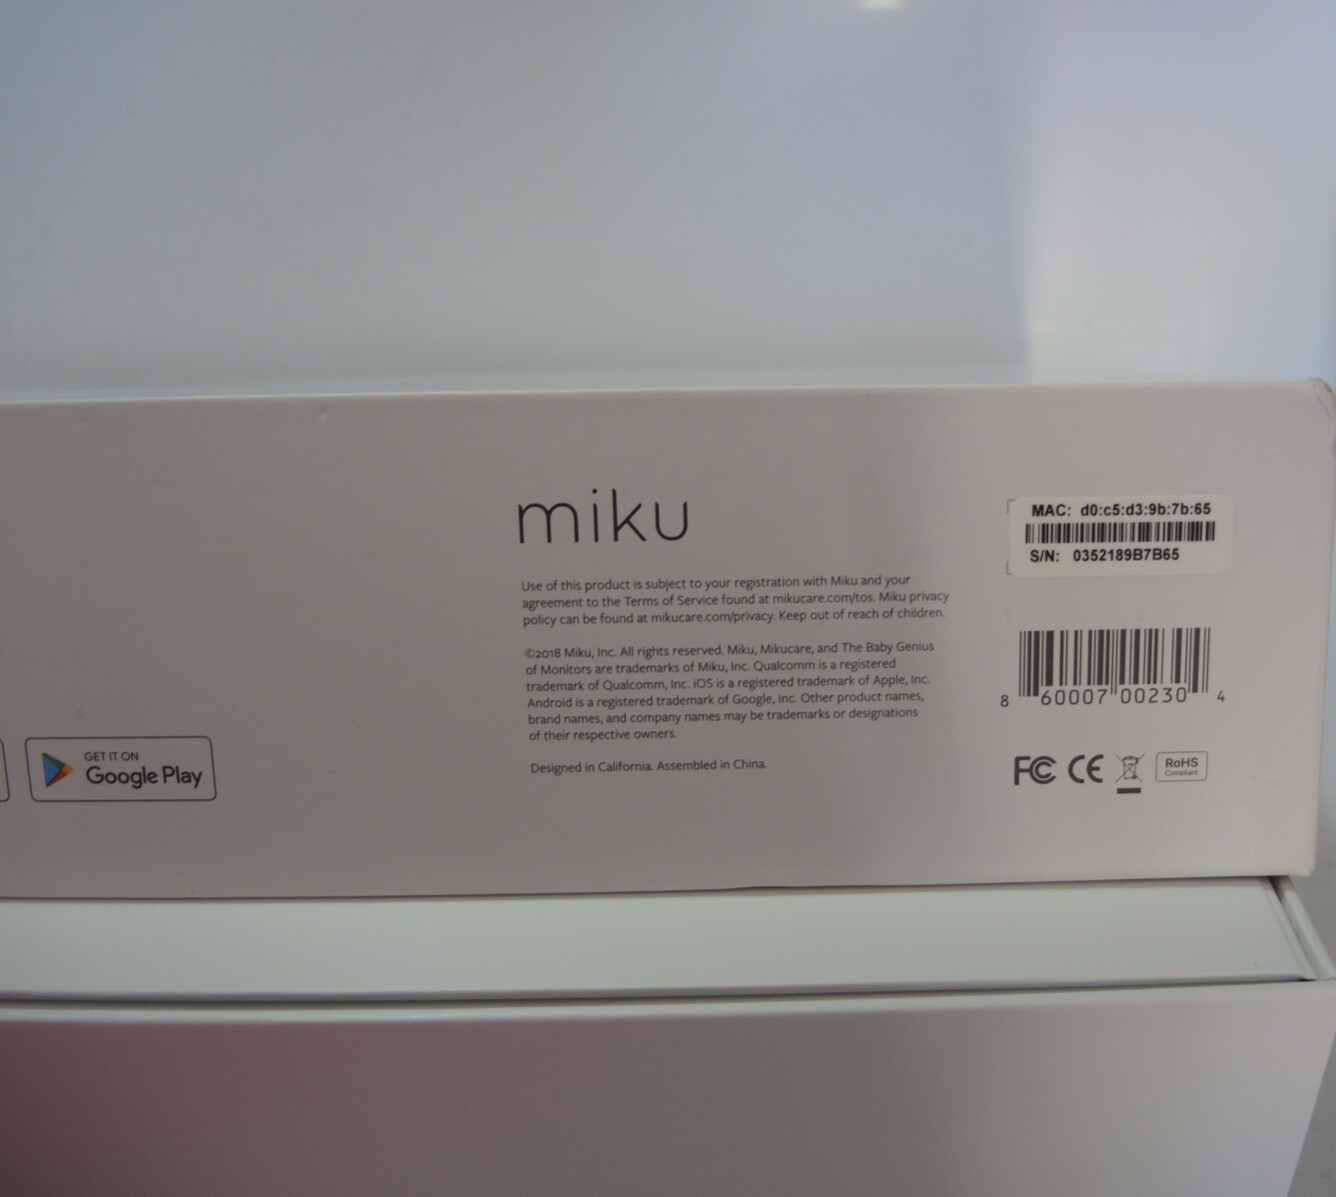 miku
Use of this product is subject to your registration with Miku and your
agreement to the Terms of Service found at mikucare.com/tos. Miku privacy
policy can be found at mikucare.com/privacy. Keep out of reach of children.
©2018 Miku, Inc. All rights reserved. Miku, Mikucare, and The Baby Genius
of Monitors are trademarks of Miku, Inc. Qualcomm is a registered
trademark of Qualcomm, Inc. iOS is a registered trademark of Apple, Inc.
Android is a registered trademark of Google, Inc. Other product names,
brand names, and company names may be trademarks or designations
of their respective owners.
Designed in California. Assembled in China.
MAC: d0:c5:d3:9b:7b:65
S/N: 0352189B7B65
8 60007 00230 4
FC CE RoHS
Compliant
GET IT ON
Google Play